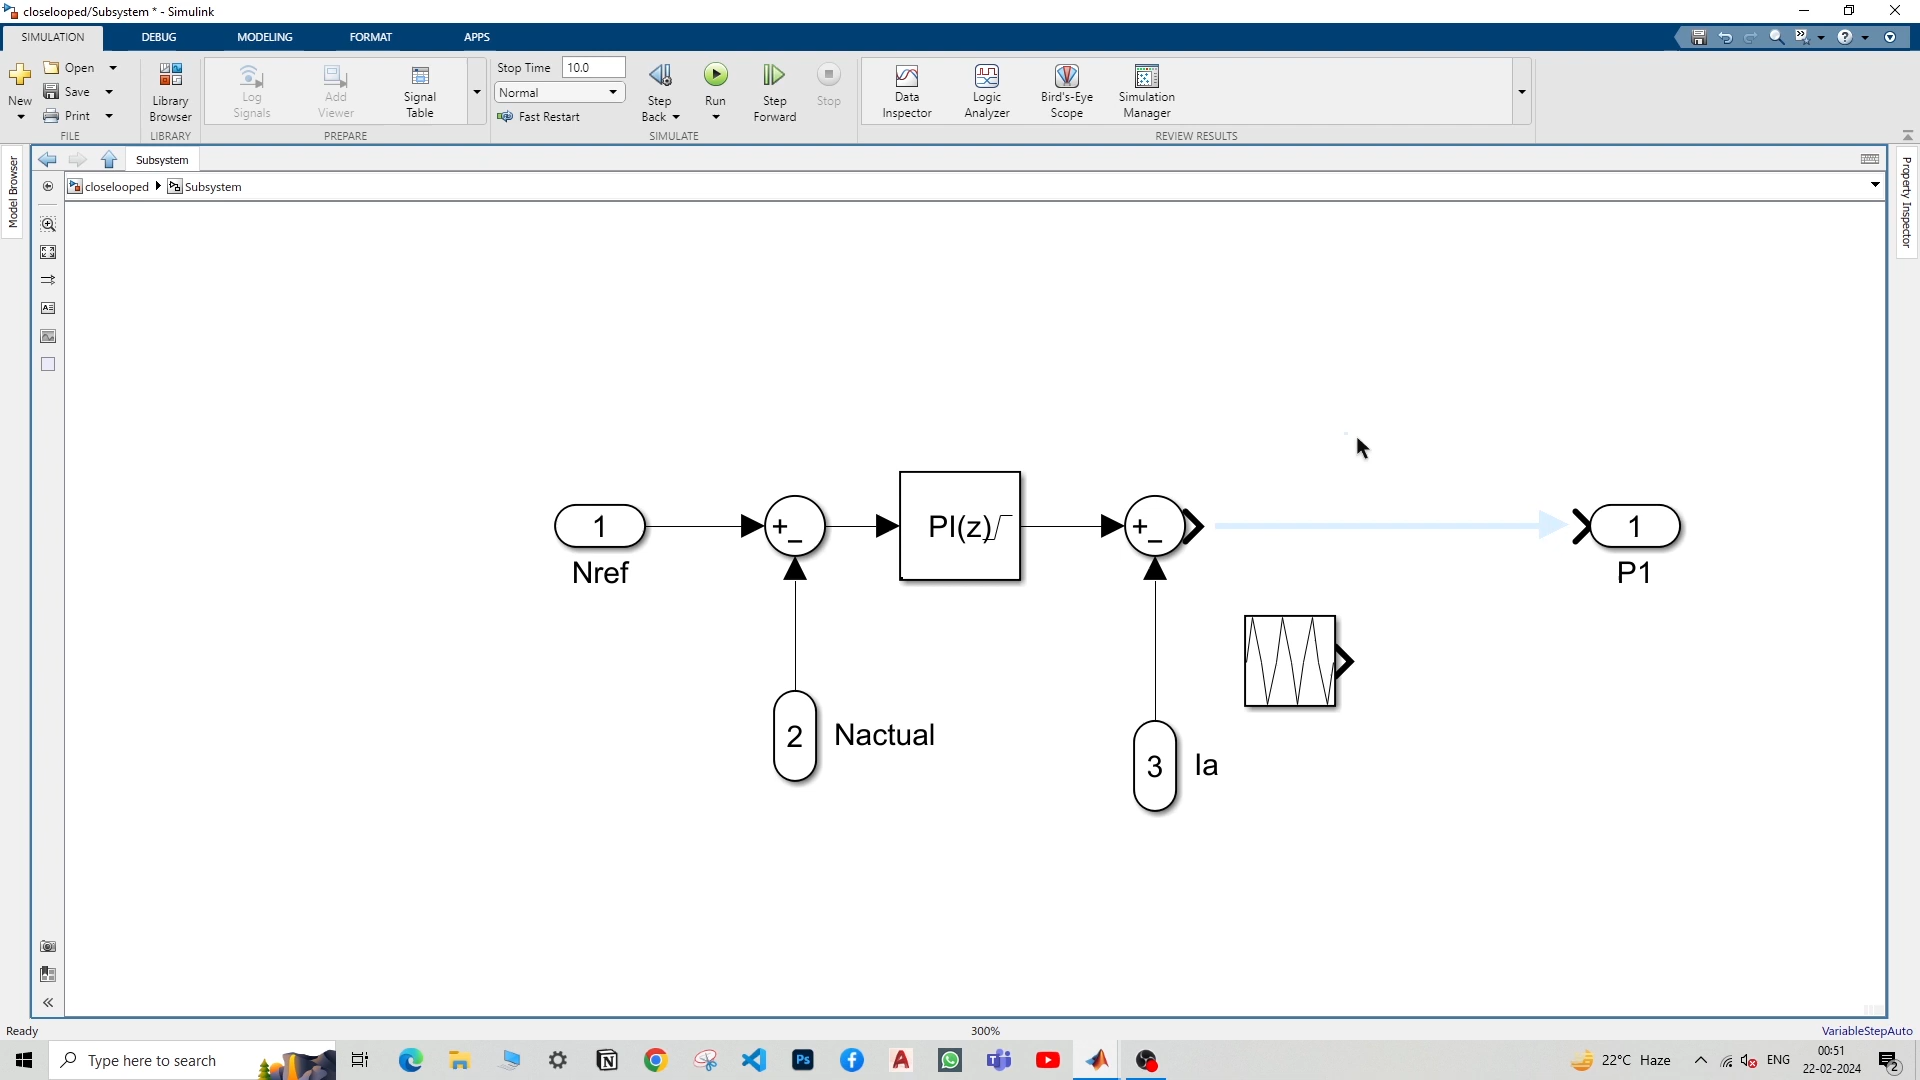 closelooped/Subsystem * - Simulink
SIMULATION DEBUG MODELING FORMAT APPS
New
Open
Save
Print
FILE
Library
Browser
LIBRARY
Log
Signals
Add
Viewer
Signal
Table
PREPARE
Stop Time 10.0
Normal
Fast Restart
Step
Back
Run
Step
Forward
Stop
SIMULATE
Data
Inspector
Logic
Analyzer
Bird's-Eye
Scope
Simulation
Manager
REVIEW RESULTS
Model Browser
Property Inspector
Subsystem
closelooped Subsystem
1
Nref
+
–
PI(z)
+
–
1
P1
2
Nactual
3
Ia
Ready
300%
VariableStepAuto
Type here to search
22°C Haze
ENG
00:51
22-02-2024
2